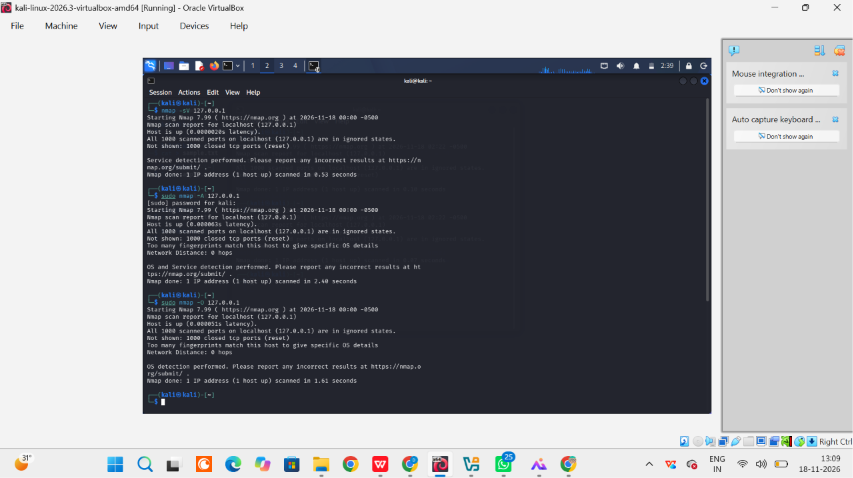 kali-linux-2026.3-virtualbox-amd64 [Running] - Oracle VirtualBox
File Machine View Input Devices Help
1 2 3 4 2:39
kali@kali: ~
Session Actions Edit View Help
┌──(kali㉿kali)-[~]
└─$ nmap -sV 127.0.0.1
Starting Nmap 7.99 ( https://nmap.org ) at 2026-11-18 00:00 -0500
Nmap scan report for localhost (127.0.0.1)
Host is up (0.0000020s latency).
All 1000 scanned ports on localhost (127.0.0.1) are in ignored states.
Not shown: 1000 closed tcp ports (reset)
Service detection performed. Please report any incorrect results at https://n
map.org/submit/ .
Nmap done: 1 IP address (1 host up) scanned in 0.53 seconds
┌──(kali㉿kali)-[~]
└─$ sudo nmap -A 127.0.0.1
[sudo] password for kali:
Starting Nmap 7.99 ( https://nmap.org ) at 2026-11-18 00:00 -0500
Nmap scan report for localhost (127.0.0.1)
Host is up (0.000063s latency).
All 1000 scanned ports on localhost (127.0.0.1) are in ignored states.
Not shown: 1000 closed tcp ports (reset)
Too many fingerprints match this host to give specific OS details
Network Distance: 0 hops
OS and Service detection performed. Please report any incorrect results at ht
tps://nmap.org/submit/ .
Nmap done: 1 IP address (1 host up) scanned in 2.40 seconds
┌──(kali㉿kali)-[~]
└─$ sudo nmap -O 127.0.0.1
Starting Nmap 7.99 ( https://nmap.org ) at 2026-11-18 00:00 -0500
Nmap scan report for localhost (127.0.0.1)
Host is up (0.000051s latency).
All 1000 scanned ports on localhost (127.0.0.1) are in ignored states.
Not shown: 1000 closed tcp ports (reset)
Too many fingerprints match this host to give specific OS details
Network Distance: 0 hops
OS detection performed. Please report any incorrect results at https://nmap.o
rg/submit/ .
Nmap done: 1 IP address (1 host up) scanned in 1.61 seconds
┌──(kali㉿kali)-[~]
└─$
Mouse integration ...
Don't show again
Auto capture keyboard ...
Don't show again
Right Ctrl
31°
25
ENG
IN
13:09
18-11-2026